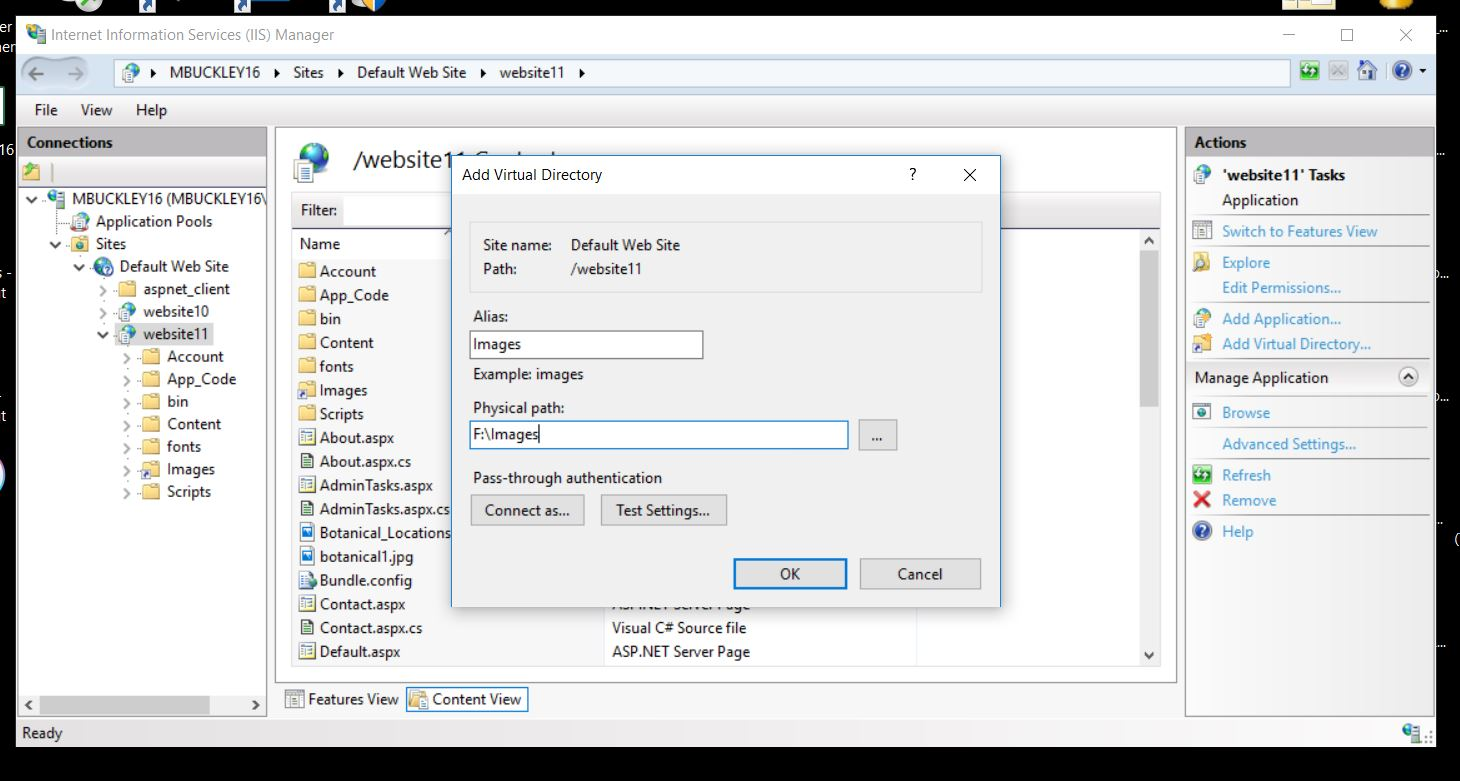 Internet Information Services (IIS) Manager
MBUCKLEY16 Sites Default Web Site website11
File View Help
Connections
MBUCKLEY16 (MBUCKLEY16\
Application Pools
Sites
Default Web Site
aspnet_client
website10
website11
Account
App_Code
bin
Content
fonts
Images
Scripts
/website11
Filter:
Name
Account
App_Code
bin
Content
fonts
Images
Scripts
About.aspx
About.aspx.cs
AdminTasks.aspx
AdminTasks.aspx.cs
Botanical_Locations
botanical1.jpg
Bundle.config
Contact.aspx
Contact.aspx.cs Visual C# Source file
Default.aspx ASP.NET Server Page
Features View Content View
Add Virtual Directory ?
Site name: Default Web Site
Path: /website11
Alias:
Images
Example: images
Physical path:
F:\Images
...
Pass-through authentication
Connect as... Test Settings...
OK Cancel
Actions
'website11' Tasks
Application
Switch to Features View
Explore
Edit Permissions...
Add Application...
Add Virtual Directory...
Manage Application
Browse
Advanced Settings...
Refresh
Remove
Help
Ready